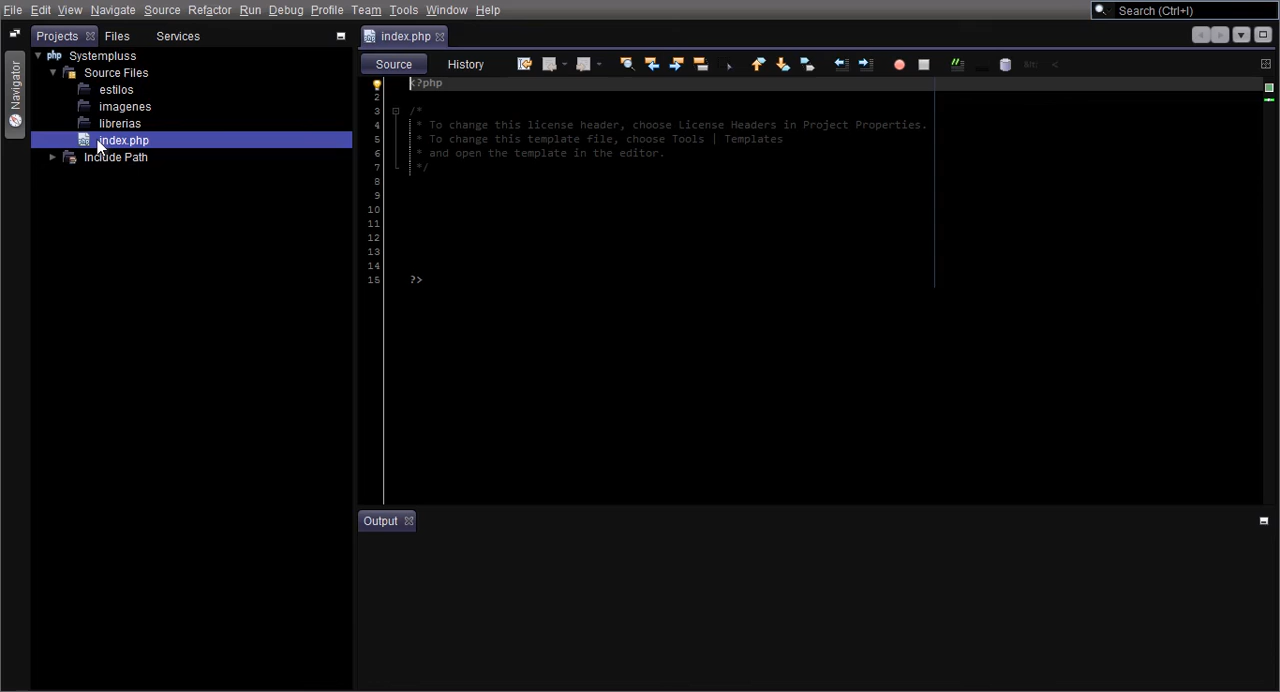 File Edit View Navigate Source Refactor Run Debug Profile Team Tools Window Help
Search (Ctrl+I)
Projects Files Services
index.php
Navigator
php Systempluss
Source Files
estilos
imagenes
librerias
index.php
Include Path
Source History
<?php
2
3 /*
4 * To change this license header, choose License Headers in Project Properties.
5 * To change this template file, choose Tools | Templates
6 * and open the template in the editor.
7 */
8
9
10
11
12
13
14
15 ?>
Output